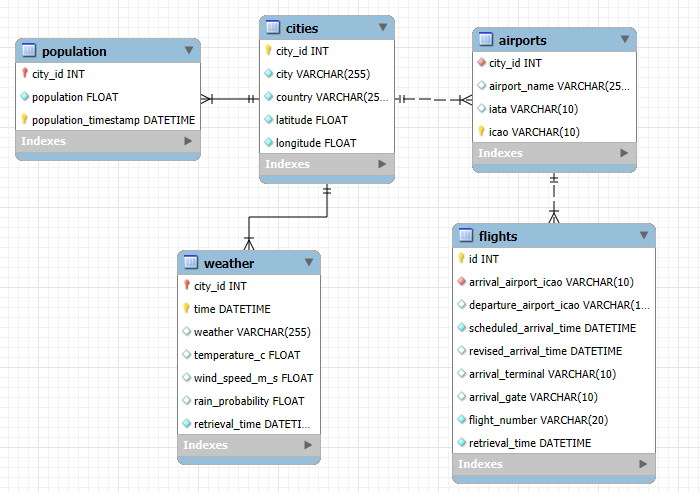 population
city_id INT
population FLOAT
population_timestamp DATETIME
Indexes
cities
city_id INT
city VARCHAR(255)
country VARCHAR(25...
latitude FLOAT
longitude FLOAT
Indexes
airports
city_id INT
airport_name VARCHAR(25...
iata VARCHAR(10)
icao VARCHAR(10)
Indexes
weather
city_id INT
time DATETIME
weather VARCHAR(255)
temperature_c FLOAT
wind_speed_m_s FLOAT
rain_probability FLOAT
retrieval_time DATETI...
Indexes
flights
id INT
arrival_airport_icao VARCHAR(10)
departure_airport_icao VARCHAR(1...
scheduled_arrival_time DATETIME
revised_arrival_time DATETIME
arrival_terminal VARCHAR(10)
arrival_gate VARCHAR(10)
flight_number VARCHAR(20)
retrieval_time DATETIME
Indexes